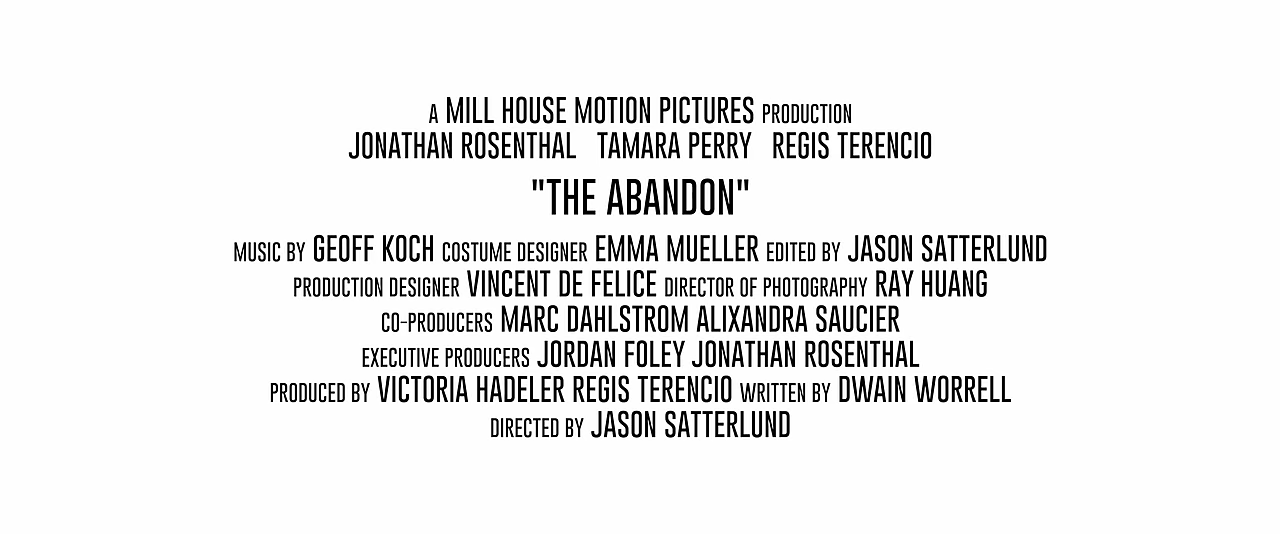 A MILL HOUSE MOTION PICTURES PRODUCTION
JONATHAN ROSENTHAL TAMARA PERRY REGIS TERENCIO
"THE ABANDON"
MUSIC BY GEOFF KOCH COSTUME DESIGNER EMMA MUELLER EDITED BY JASON SATTERLUND
PRODUCTION DESIGNER VINCENT DE FELICE DIRECTOR OF PHOTOGRAPHY RAY HUANG
CO-PRODUCERS MARC DAHLSTROM ALIXANDRA SAUCIER
EXECUTIVE PRODUCERS JORDAN FOLEY JONATHAN ROSENTHAL
PRODUCED BY VICTORIA HADELER REGIS TERENCIO WRITTEN BY DWAIN WORRELL
DIRECTED BY JASON SATTERLUND